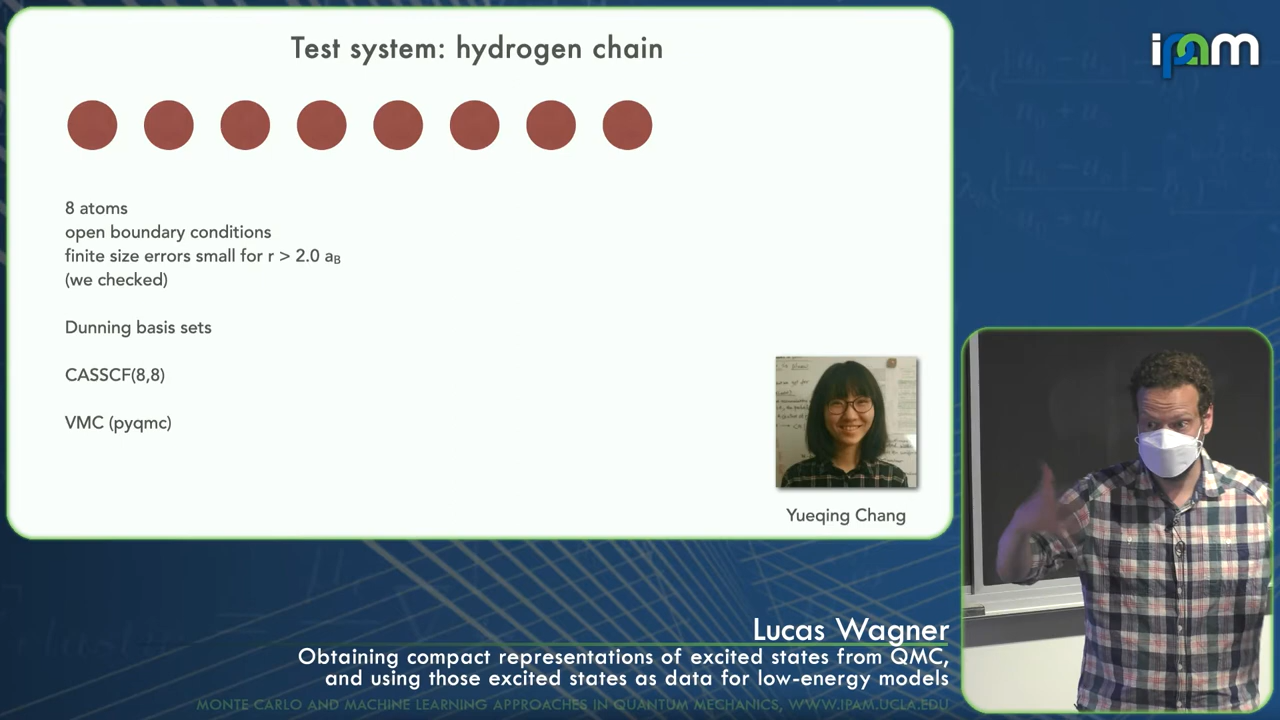 Test system: hydrogen chain
ipam
8 atoms
open boundary conditions
finite size errors small for r > 2.0 aB
(we checked)
Dunning basis sets
CASSCF(8,8)
VMC (pyqmc)
Yueqing Chang
Lucas Wagner
Obtaining compact representations of excited states from QMC,
and using those excited states as data for low-energy models
MONTE CARLO AND MACHINE LEARNING APPROACHES IN QUANTUM MECHANICS, WWW.IPAM.UCLA.EDU